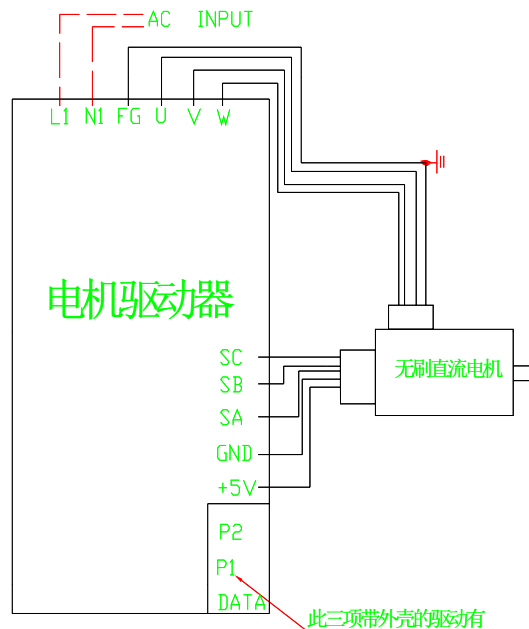 AC INPUT
L1 N1 FG U V W
电机驱动器
SC
无刷直流电机
SB
SA
GND
+5V
P2
P1
DATA
此三项带外壳的驱动有